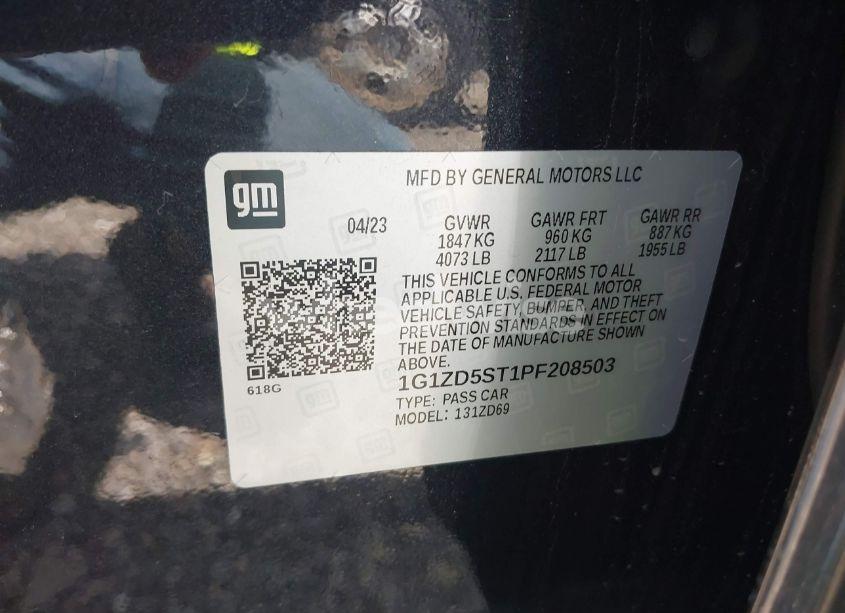 gm
MFD BY GENERAL MOTORS LLC
04/23
GVWR
1847 KG
4073 LB
GAWR FRT
960 KG
2117 LB
GAWR RR
887 KG
1955 LB
THIS VEHICLE CONFORMS TO ALL
APPLICABLE U.S. FEDERAL MOTOR
VEHICLE SAFETY, BUMPER, AND THEFT
PREVENTION STANDARDS IN EFFECT ON
THE DATE OF MANUFACTURE SHOWN
ABOVE.
618G
1G1ZD5ST1PF208503
TYPE: PASS CAR
MODEL: 131ZD69